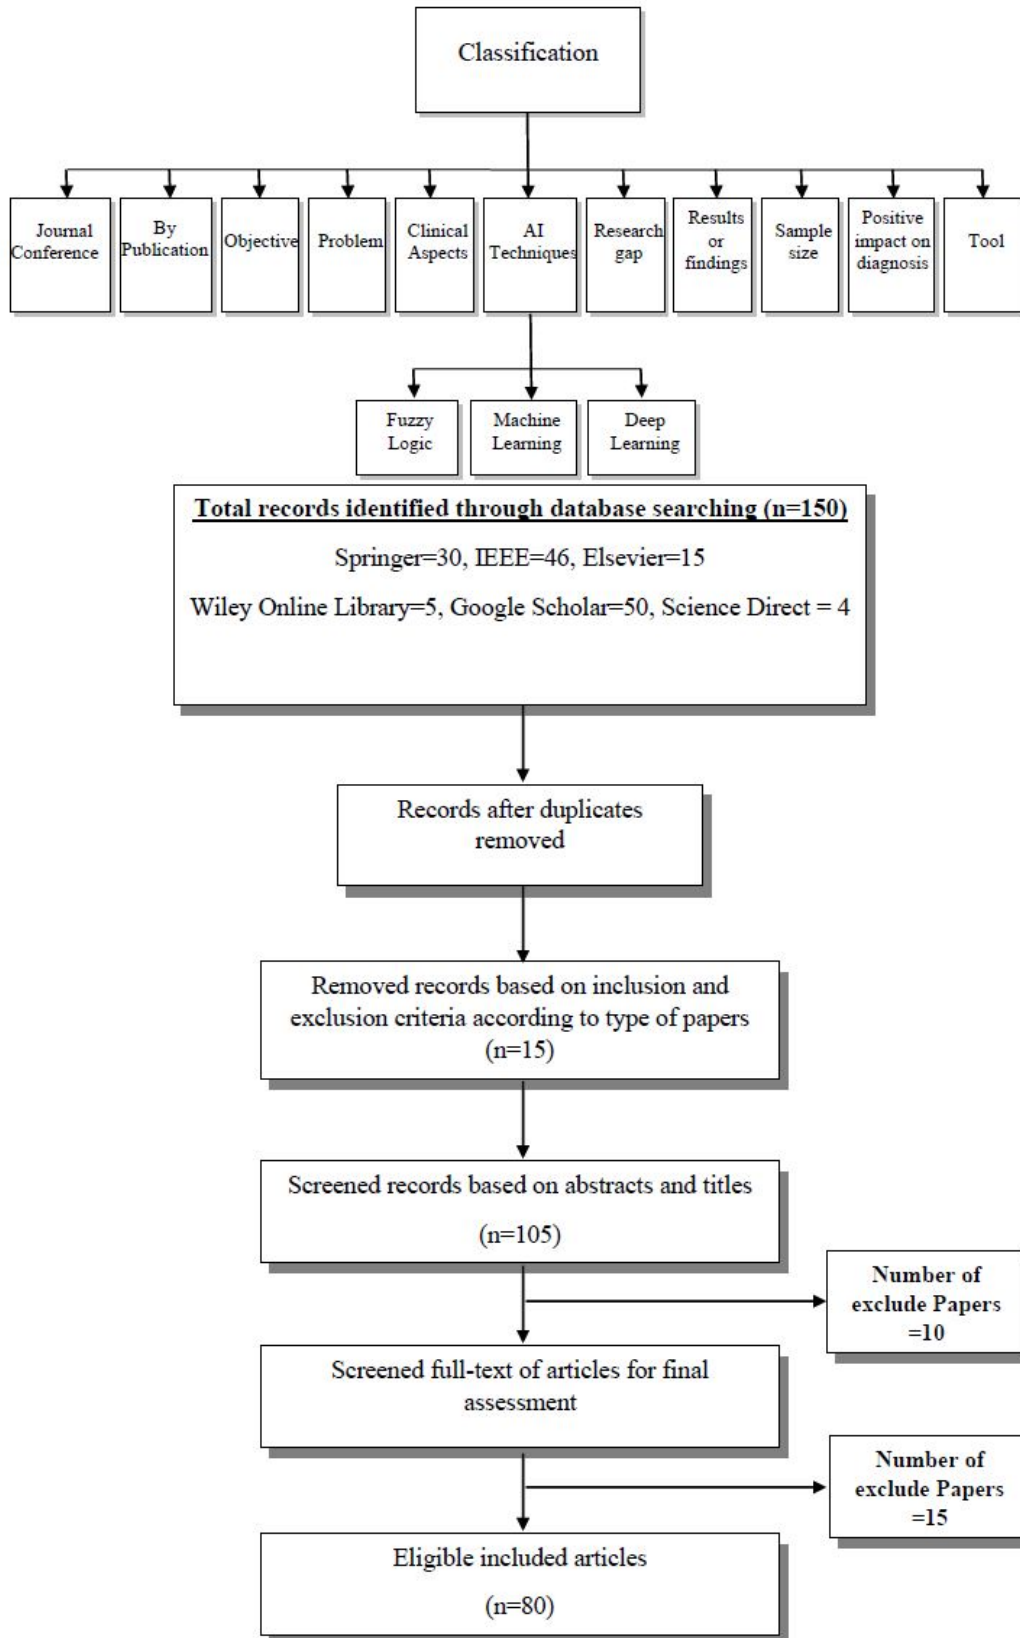 Classification
Journal
Conference
By
Publication
Objective
Problem
Clinical
Aspects
AI
Techniques
Research
gap
Results
or
findings
Sample
size
Positive
impact on
diagnosis
Tool
Fuzzy
Logic
Machine
Learning
Deep
Learning
Total records identified through database searching (n=150)
Springer=30, IEEE=46, Elsevier=15
Wiley Online Library=5, Google Scholar=50, Science Direct = 4
Records after duplicates
removed
Removed records based on inclusion and
exclusion criteria according to type of papers
(n=15)
Screened records based on abstracts and titles
(n=105)
Number of
exclude Papers
=10
Screened full-text of articles for final
assessment
Number of
exclude Papers
=15
Eligible included articles
(n=80)